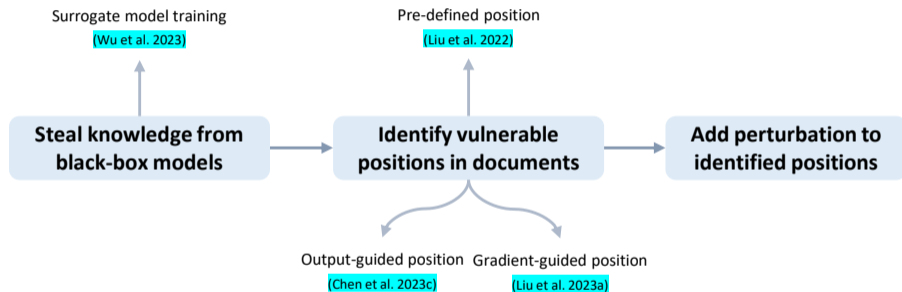 Surrogate model training
(Wu et al. 2023)
Pre-defined position
(Liu et al. 2022)
Steal knowledge from
black-box models
Identify vulnerable
positions in documents
Add perturbation to
identified positions
Output-guided position
(Chen et al. 2023c)
Gradient-guided position
(Liu et al. 2023a)